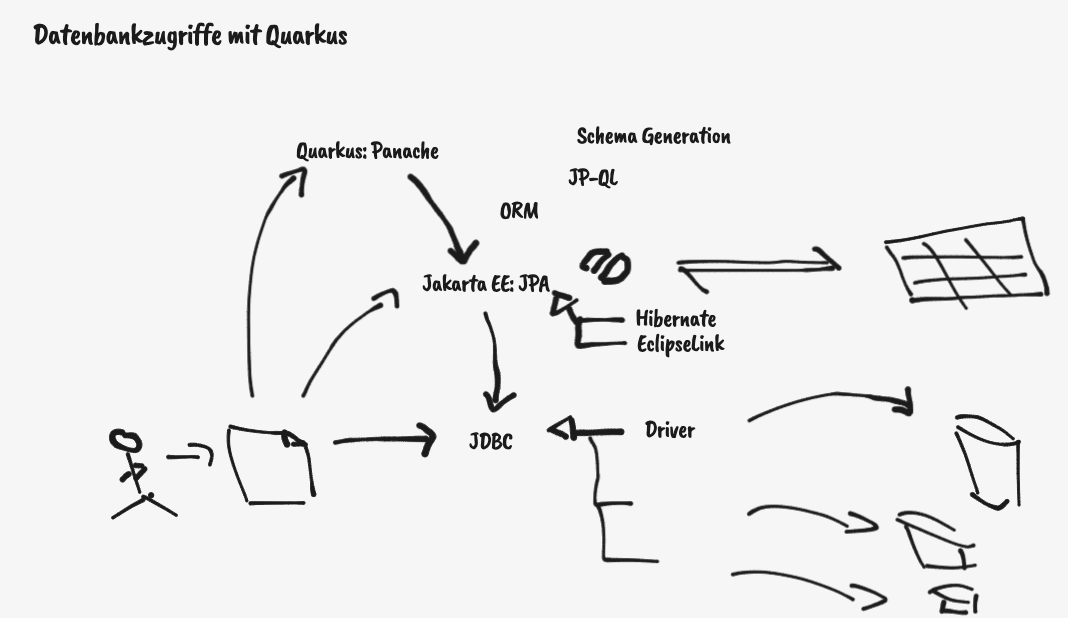 Datenbankzugriffe mit Quarkus
Schema Generation
Quarkus: Panache
JP-QL
ORM
Jakarta EE: JPA
Hibernate
EclipseLink
Driver
JDBC